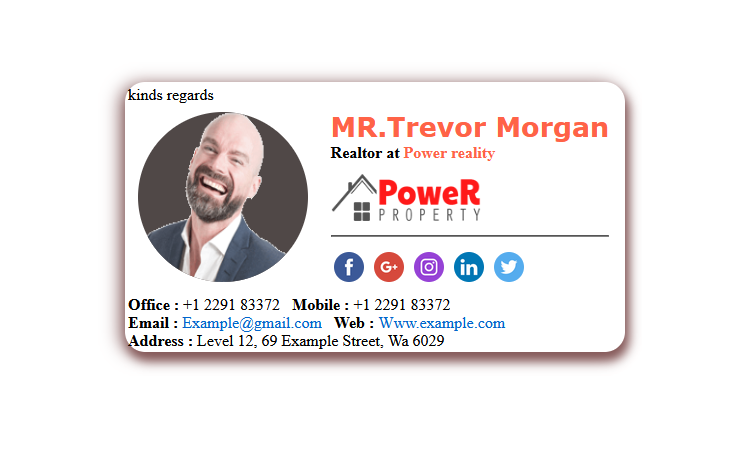 kinds regards
MR.Trevor Morgan
Realtor at Power reality
PoweR
PROPERTY
f G+ in
Office : +1 2291 83372 Mobile : +1 2291 83372
Email : Example@gmail.com Web : Www.example.com
Address : Level 12, 69 Example Street, Wa 6029